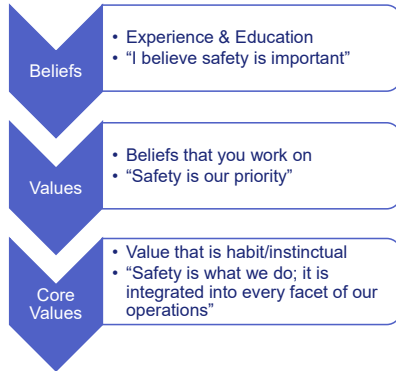 Beliefs
• Experience & Education
• “I believe safety is important”
Values
• Beliefs that you work on
• “Safety is our priority”
Core
Values
• Value that is habit/instinctual
• “Safety is what we do; it is
integrated into every facet of our
operations”